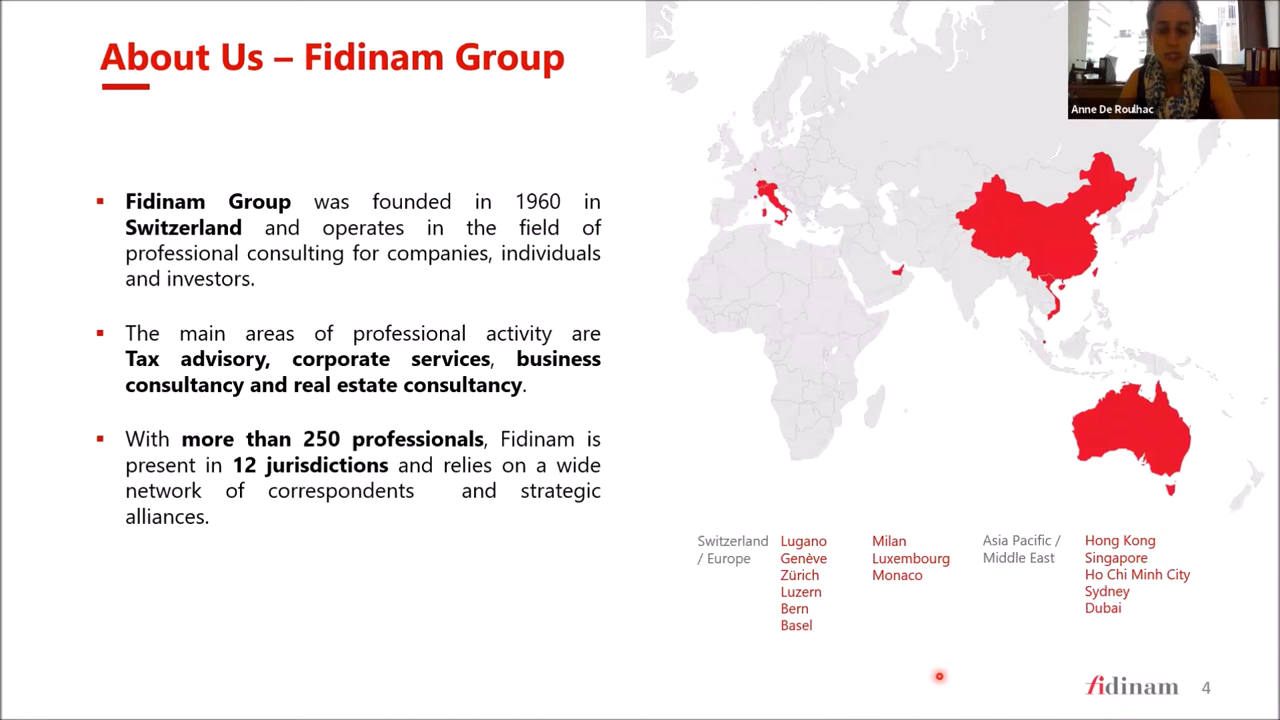 About Us – Fidinam Group
Anne De Roulhac
▪ Fidinam Group was founded in 1960 in
Switzerland and operates in the field of
professional consulting for companies, individuals
and investors.
▪ The main areas of professional activity are
Tax advisory, corporate services, business
consultancy and real estate consultancy.
▪ With more than 250 professionals, Fidinam is
present in 12 jurisdictions and relies on a wide
network of correspondents and strategic
alliances.
Switzerland
/ Europe
Lugano
Genève
Zürich
Luzern
Bern
Basel
Milan
Luxembourg
Monaco
Asia Pacific /
Middle East
Hong Kong
Singapore
Ho Chi Minh City
Sydney
Dubai
fidinam
4